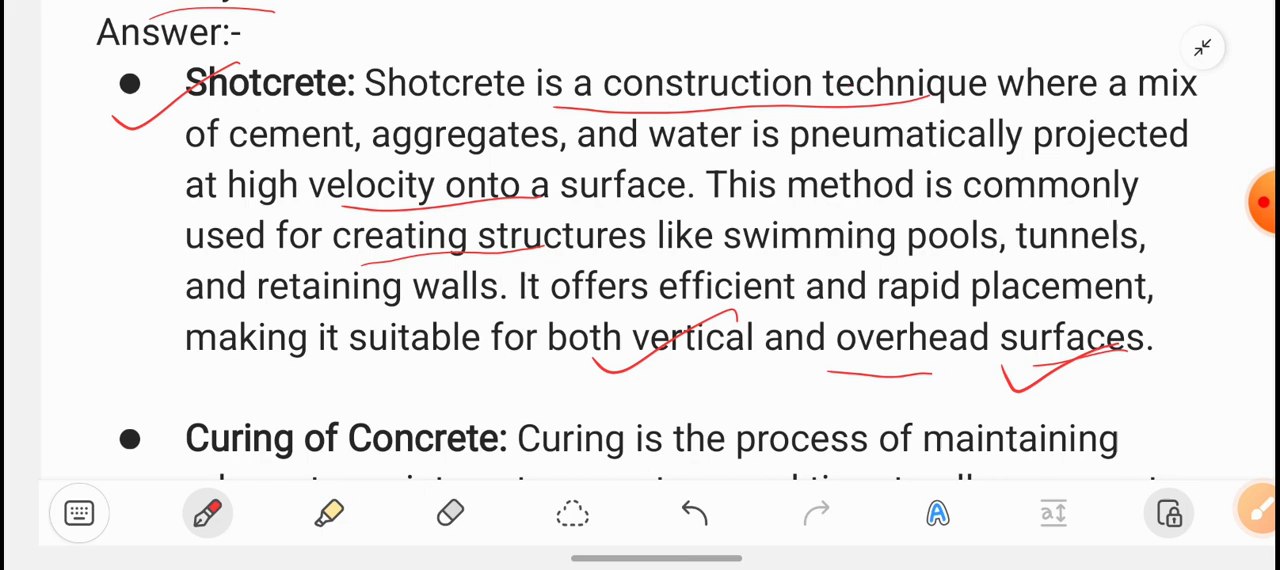 Answer:-
● Shotcrete: Shotcrete is a construction technique where a mix
of cement, aggregates, and water is pneumatically projected
at high velocity onto a surface. This method is commonly
used for creating structures like swimming pools, tunnels,
and retaining walls. It offers efficient and rapid placement,
making it suitable for both vertical and overhead surfaces.
● Curing of Concrete: Curing is the process of maintaining